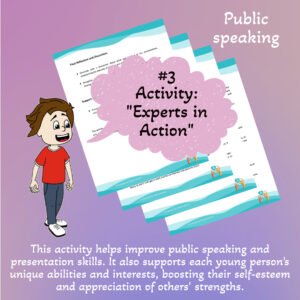 Public
speaking
#3
Activity:
"Experts in
Action"
This activity helps improve public speaking and
presentation skills. It also supports each young person's
unique abilities and interests, boosting their self-esteem
and appreciation of others' strengths.